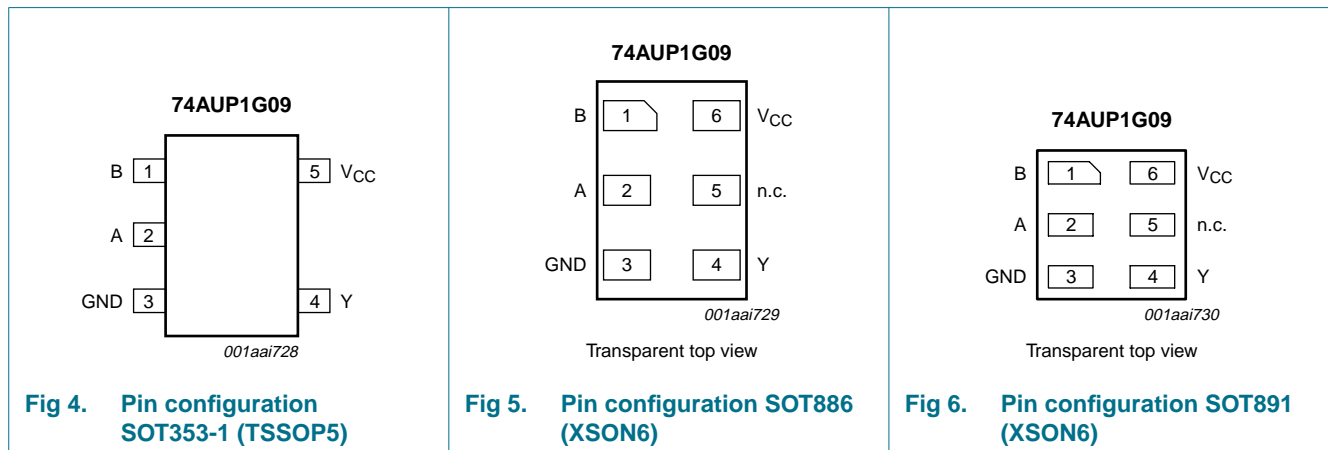 74AUP1G09
B 1 5 VCC
A 2
GND 3 4 Y
001aai728
Fig 4. Pin configuration
SOT353-1 (TSSOP5)
74AUP1G09
B 1 6 VCC
A 2 5 n.c.
GND 3 4 Y
001aai729
Transparent top view
Fig 5. Pin configuration SOT886
(XSON6)
74AUP1G09
B 1 6 VCC
A 2 5 n.c.
GND 3 4 Y
001aai730
Transparent top view
Fig 6. Pin configuration SOT891
(XSON6)